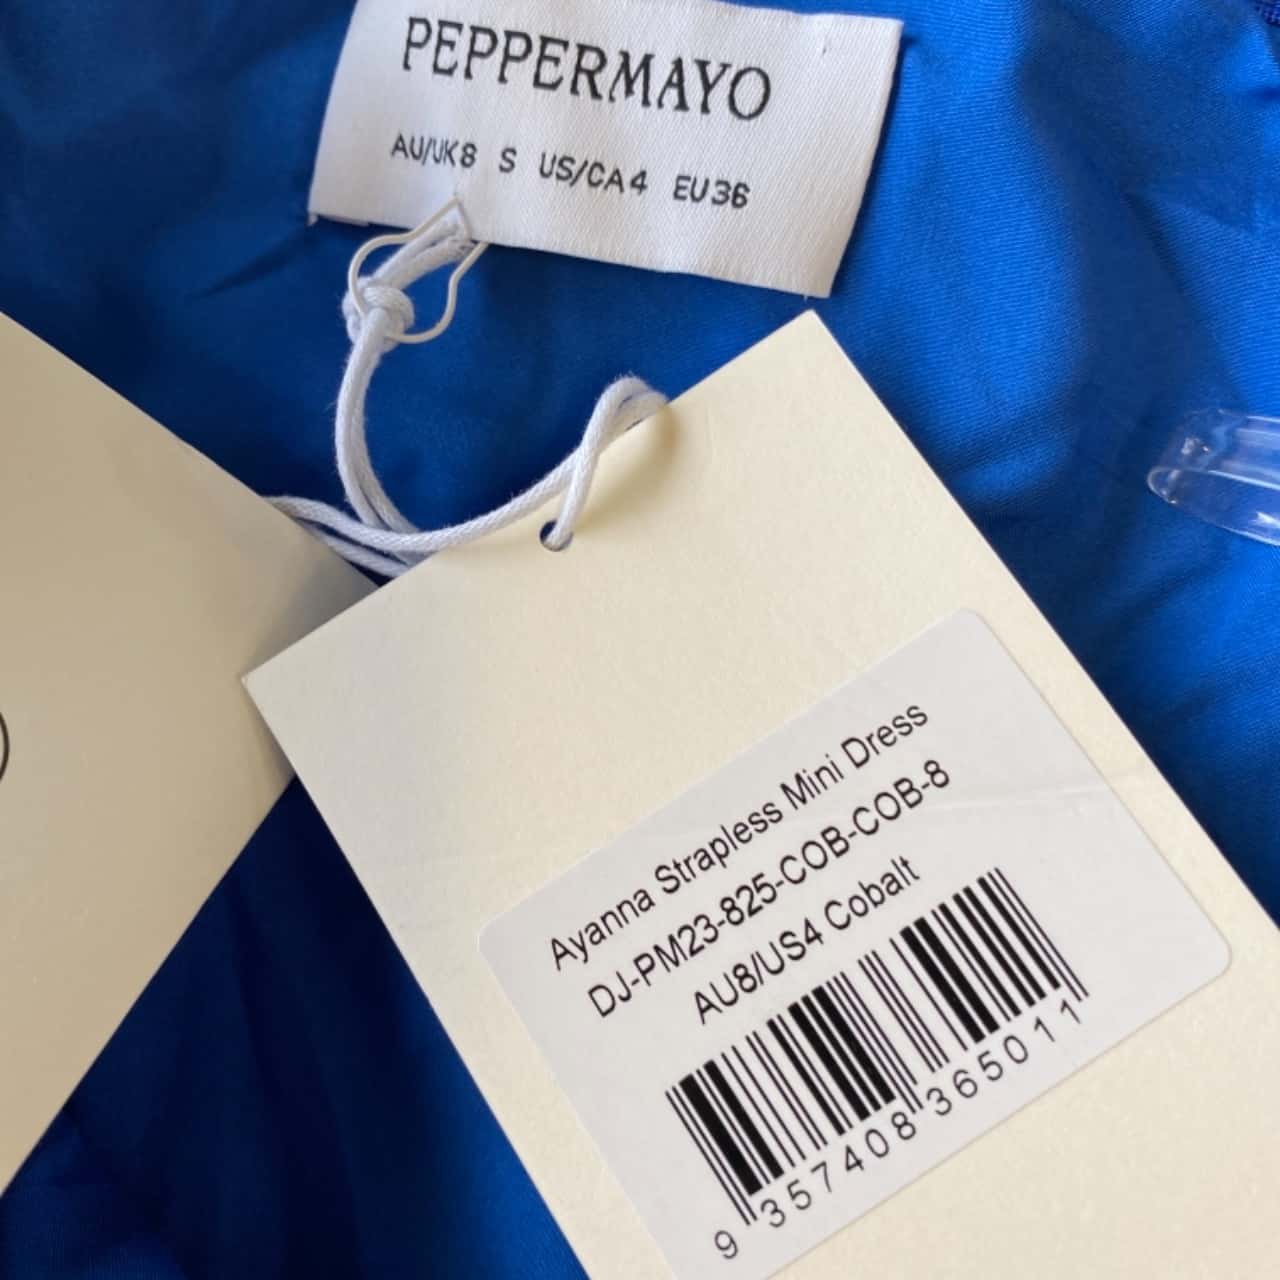 PEPPERMAYO
AU/UK8 S US/CA4 EU36
Ayanna Strapless Mini Dress
DJ-PM23-825-COB-COB-8
AU8/US4 Cobalt
9 357408 365011